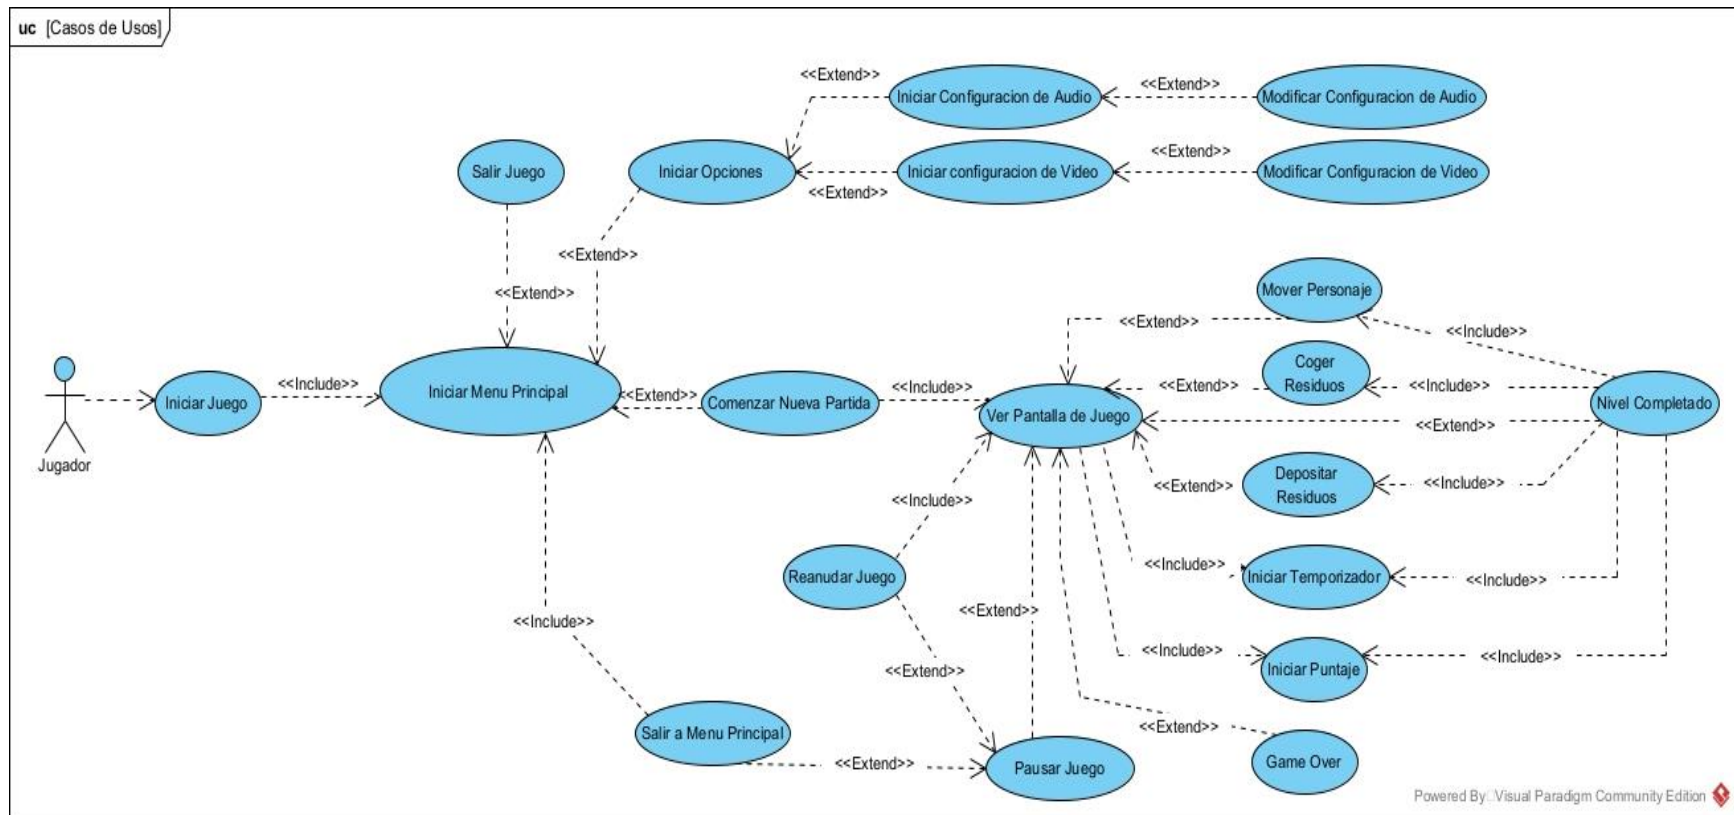 uc [Casos de Usos]
<<Extend>>
Iniciar Configuracion de Audio
<<Extend>>
Modificar Configuracion de Audio
Salir Juego
Iniciar Opciones
<<Extend>>
Iniciar configuracion de Video
<<Extend>>
Modificar Configuracion de Video
<<Extend>>
<<Extend>>
Mover Personaje
<<Extend>>
<<Include>>
Jugador
Iniciar Juego
<<Include>>
Iniciar Menu Principal
<<Extend>>
Comenzar Nueva Partida
<<Include>>
Ver Pantalla de Juego
<<Extend>>
Coger
Residuos
<<Include>>
Nivel Completado
<<Extend>>
<<Extend>>
Depositar
Residuos
<<Include>>
<<Include>>
Reanudar Juego
<<Extend>>
<<Include>>
Iniciar Temporizador
<<Include>>
<<Include>>
<<Extend>>
<<Include>>
Iniciar Puntaje
<<Include>>
Salir a Menu Principal
<<Extend>>
Pausar Juego
<<Extend>>
Game Over
Powered By Visual Paradigm Community Edition